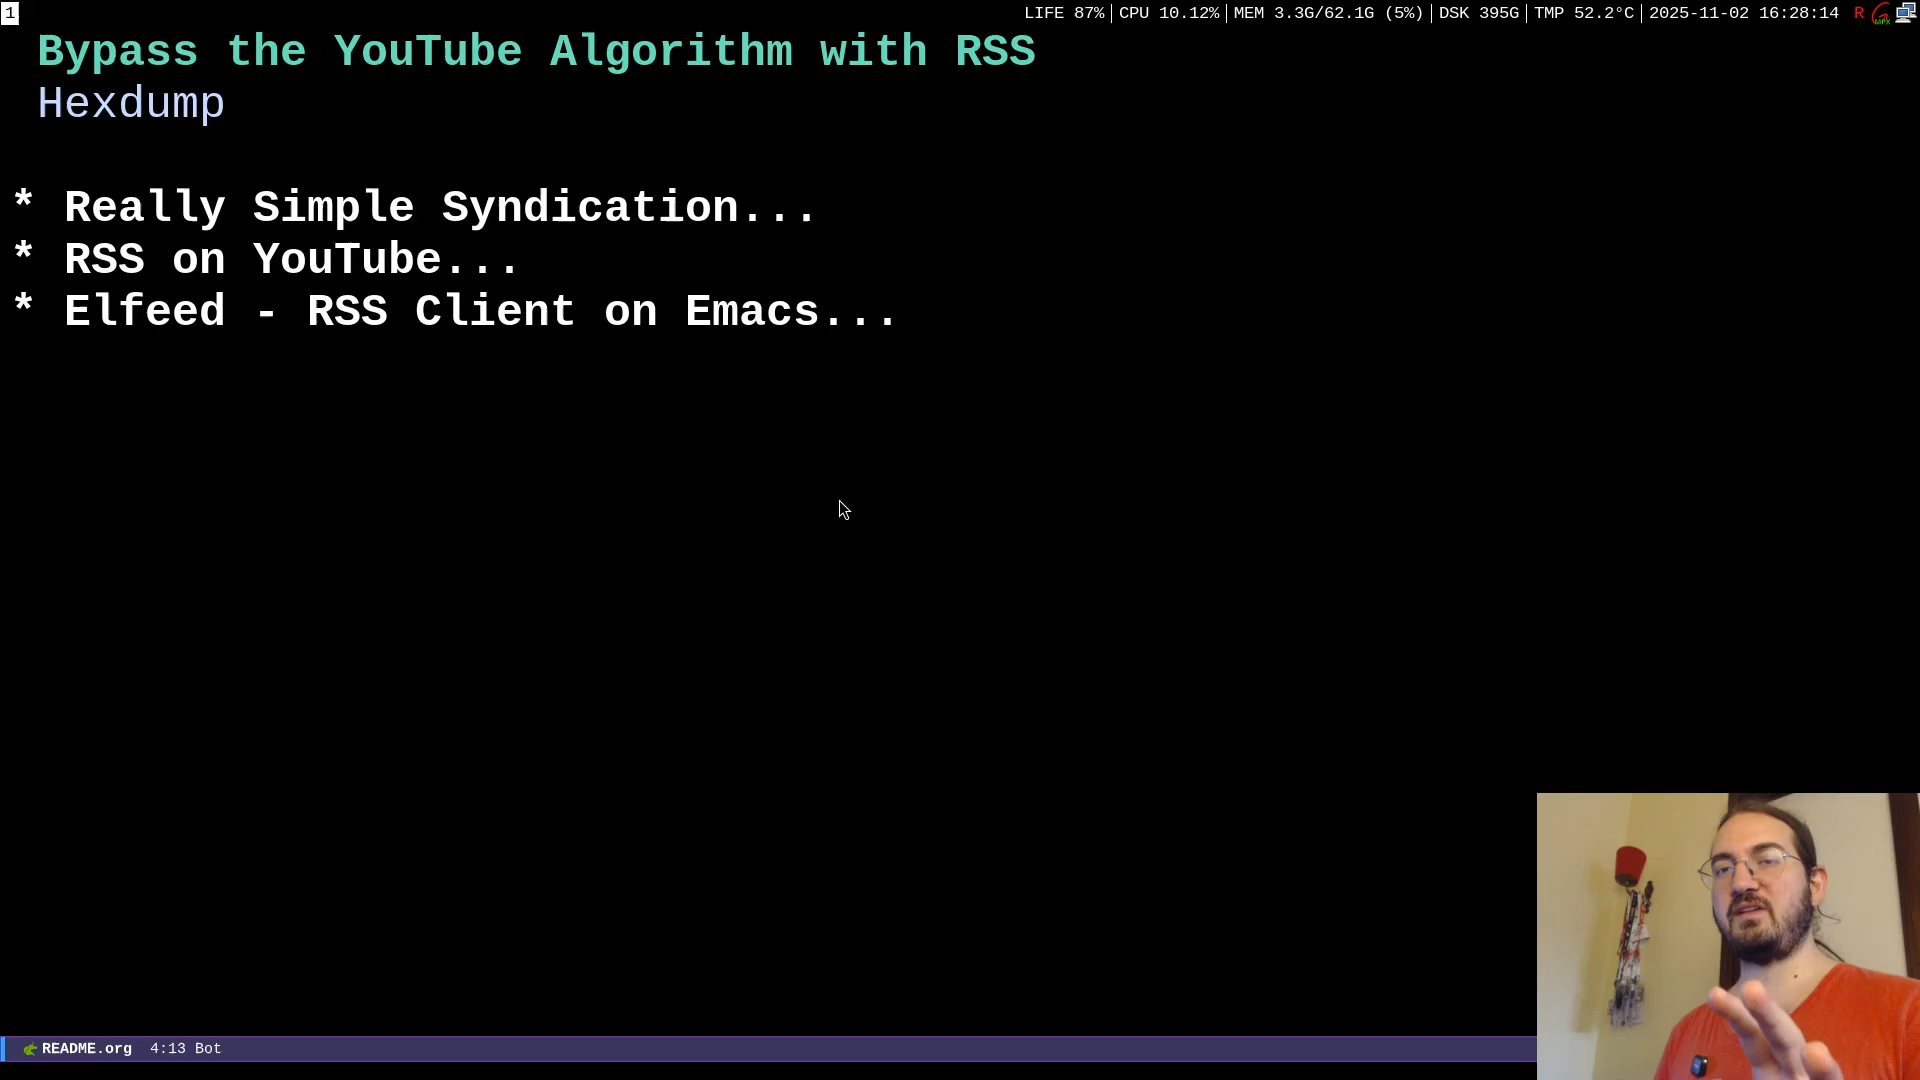 1
LIFE 87% CPU 10.12% MEM 3.3G/62.1G (5%) DSK 395G TMP 52.2°C 2025-11-02 16:28:14 R
Bypass the YouTube Algorithm with RSS
Hexdump
* Really Simple Syndication...
* RSS on YouTube...
* Elfeed - RSS Client on Emacs...
README.org 4:13 Bot